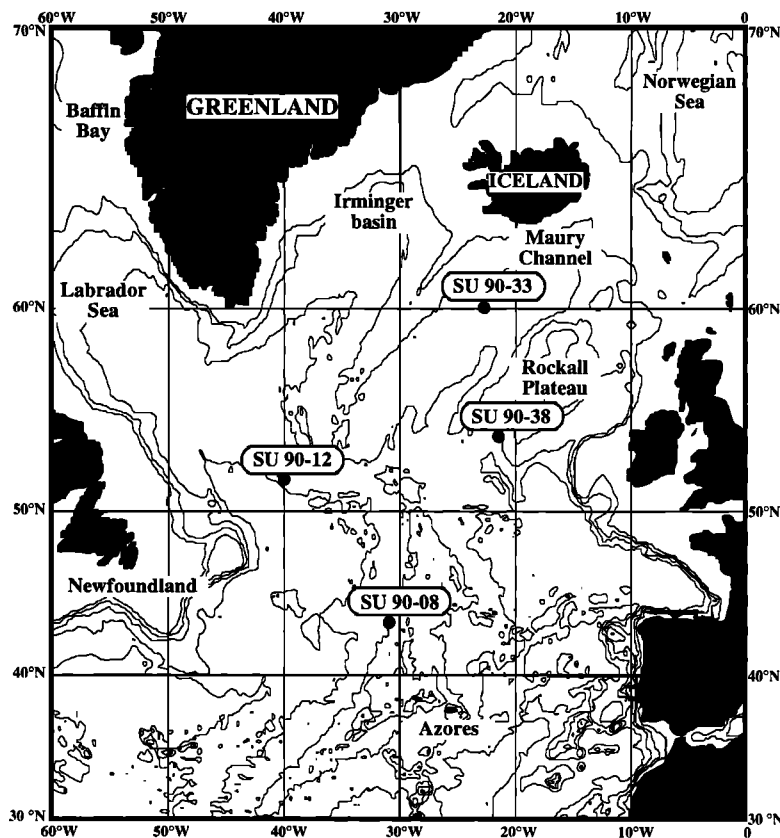 60°W 50°W 40°W 30°W 20°W 10°W 0
70°N 70°N
Norwegian
Sea
Baffin
Bay
GREENLAND
ICELAND
Irminger
basin
Maury
Channel
SU 90-33
Labrador
Sea
60°N 60°N
Rockall
Plateau
SU 90-38
SU 90-12
50°N 50°N
Newfoundland
SU 90-08
40°N 40°N
Azores
30 °N 30 °N
60°W 50°W 40°W 30°W 20°W 10°W 0